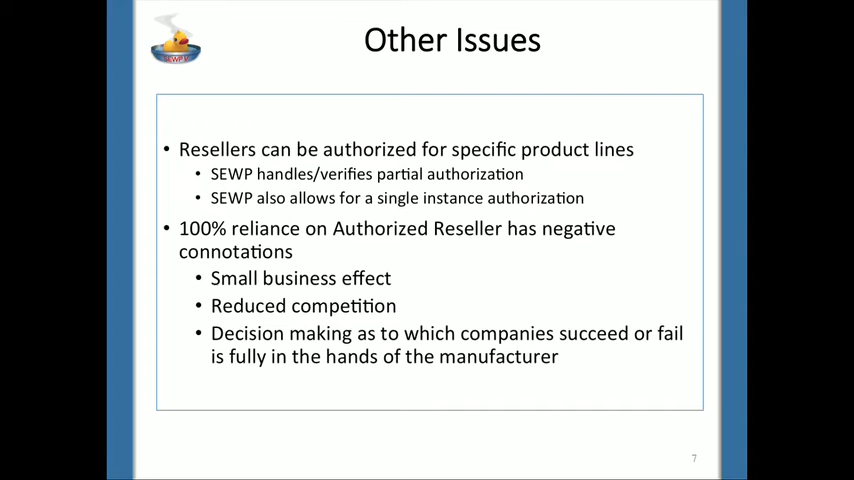 Other Issues
• Resellers can be authorized for specific product lines
• SEWP handles/verifies partial authorization
• SEWP also allows for a single instance authorization
• 100% reliance on Authorized Reseller has negative
connotations
• Small business effect
• Reduced competition
• Decision making as to which companies succeed or fail
is fully in the hands of the manufacturer
7